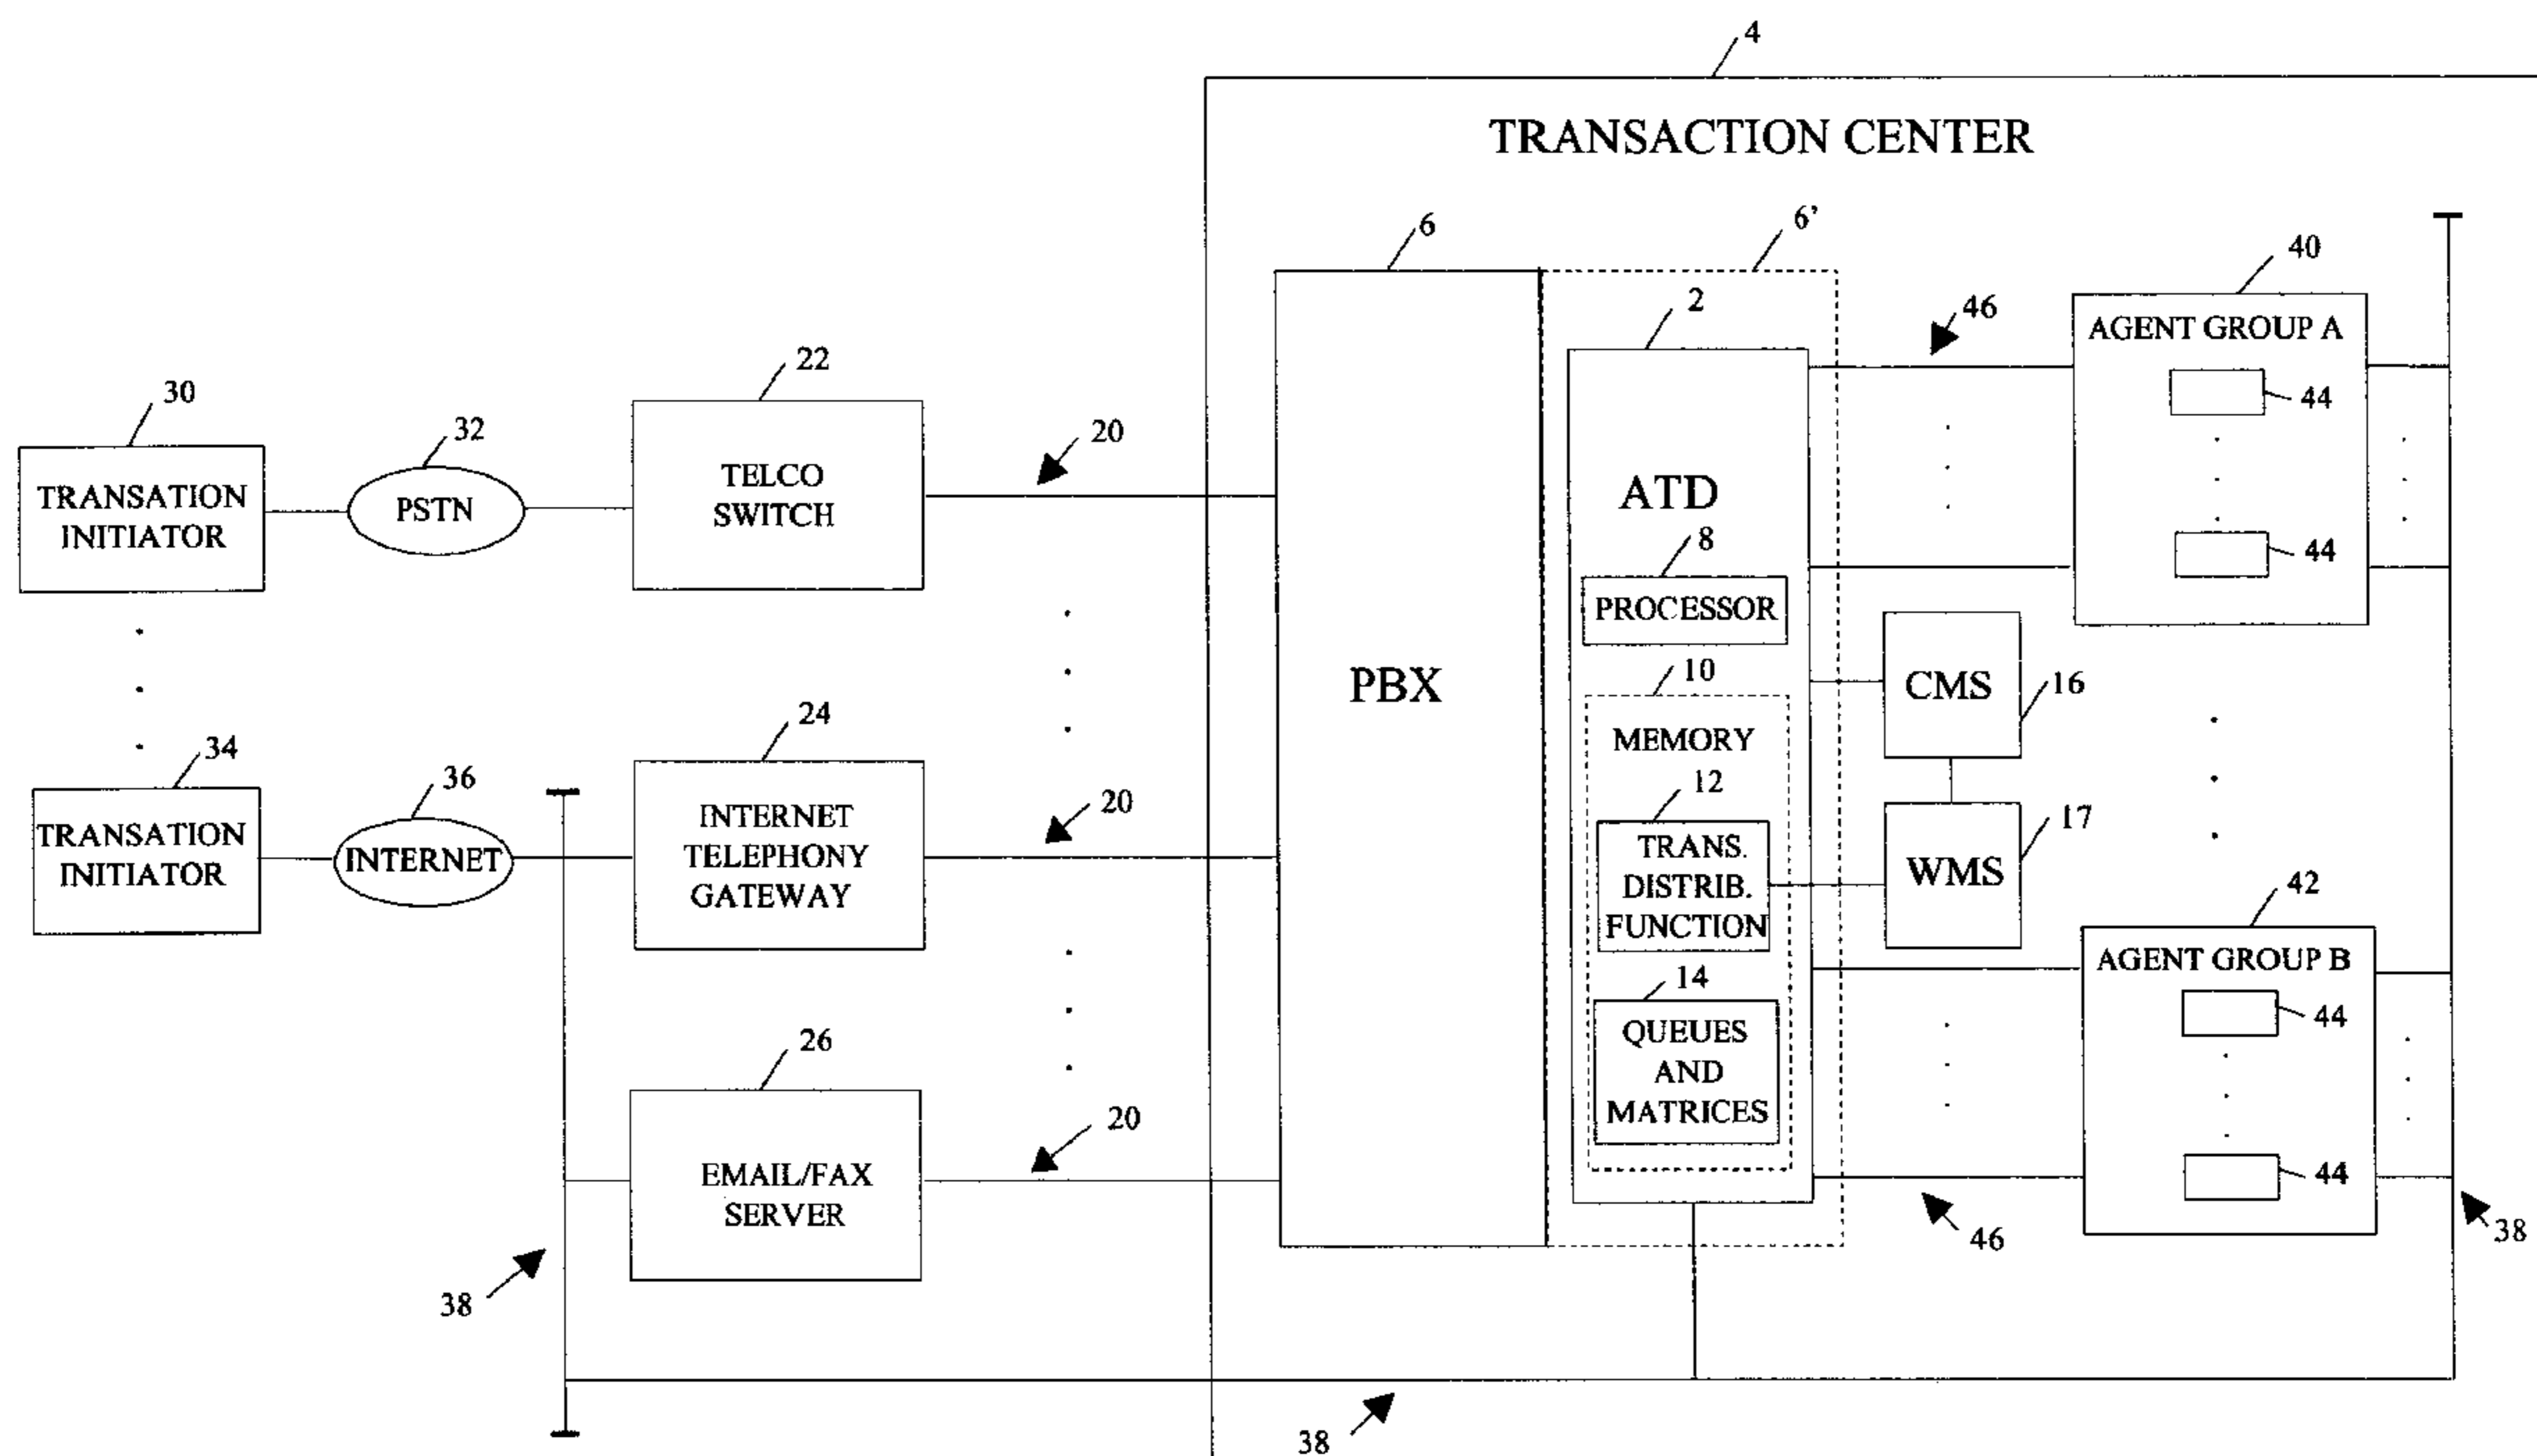 4
TRANSACTION CENTER
6
6’
2
46
40
AGENT GROUP A
44
44
22
TELCO
SWITCH
20
30
TRANSATION
INITIATOR
32
PSTN
ATD
8
PROCESSOR
10
MEMORY
PBX
CMS
16
24
INTERNET
TELEPHONY
GATEWAY
20
34
TRANSATION
INITIATOR
36
INTERNET
12
TRANS.
DISTRIB.
FUNCTION
WMS
17
42
AGENT GROUP B
44
44
14
QUEUES
AND
MATRICES
26
EMAIL/FAX
SERVER
20
46
38
38
38